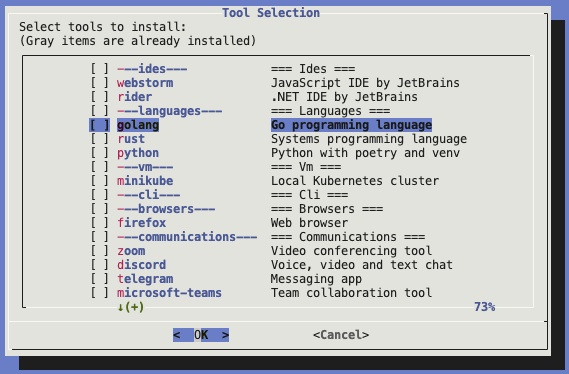 Tool Selection
Select tools to install:
(Gray items are already installed)
[ ] ---ides--- === Ides ===
[ ] webstorm JavaScript IDE by JetBrains
[ ] rider .NET IDE by JetBrains
[ ] ---languages--- === Languages ===
[ ] golang Go programming language
[ ] rust Systems programming language
[ ] python Python with poetry and venv
[ ] ---vm--- === Vm ===
[ ] minikube Local Kubernetes cluster
[ ] ---cli--- === Cli ===
[ ] ---browsers--- === Browsers ===
[ ] firefox Web browser
[ ] ---communications--- === Communications ===
[ ] zoom Video conferencing tool
[ ] discord Voice, video and text chat
[ ] telegram Messaging app
[ ] microsoft-teams Team collaboration tool
↓(+) 73%
< OK > <Cancel>